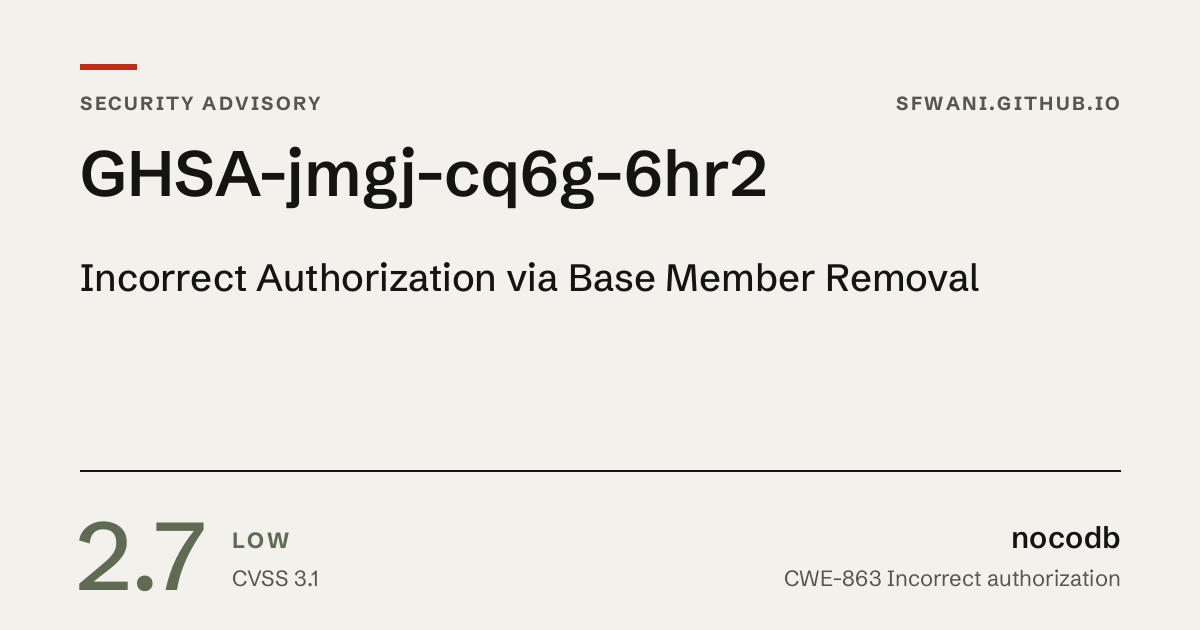 SECURITY ADVISORY
SFWANI.GITHUB.IO
GHSA-jmgj-cq6g-6hr2
Incorrect Authorization via Base Member Removal
2.7
LOW
CVSS 3.1
nocodb
CWE-863 Incorrect authorization